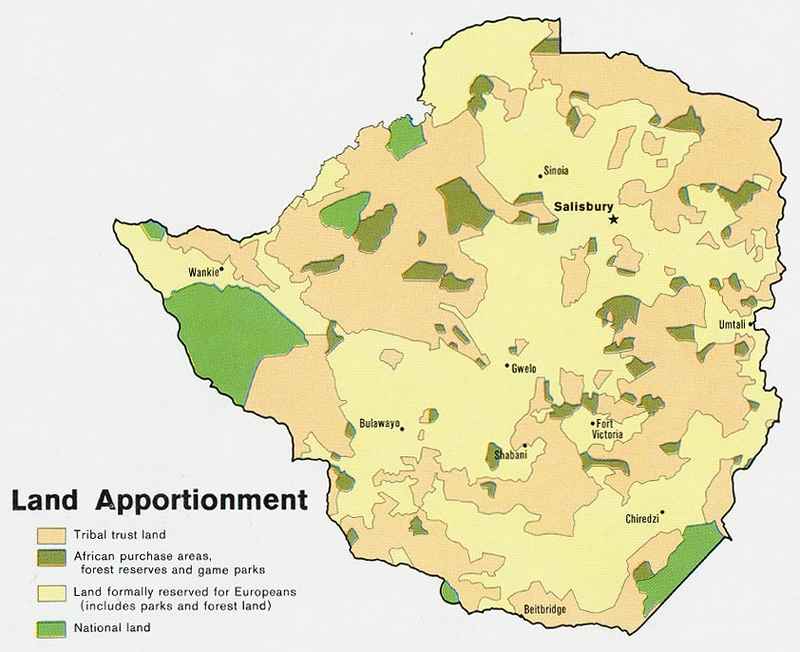 Sinoia
Salisbury
Wankie
Umtali
Gwelo
Bulawayo
Fort
Victoria
Shabani
Chiredzi
Beitbridge
Land Apportionment
Tribal trust land
African purchase areas,
forest reserves and game parks
Land formally reserved for Europeans
(includes parks and forest land)
National land